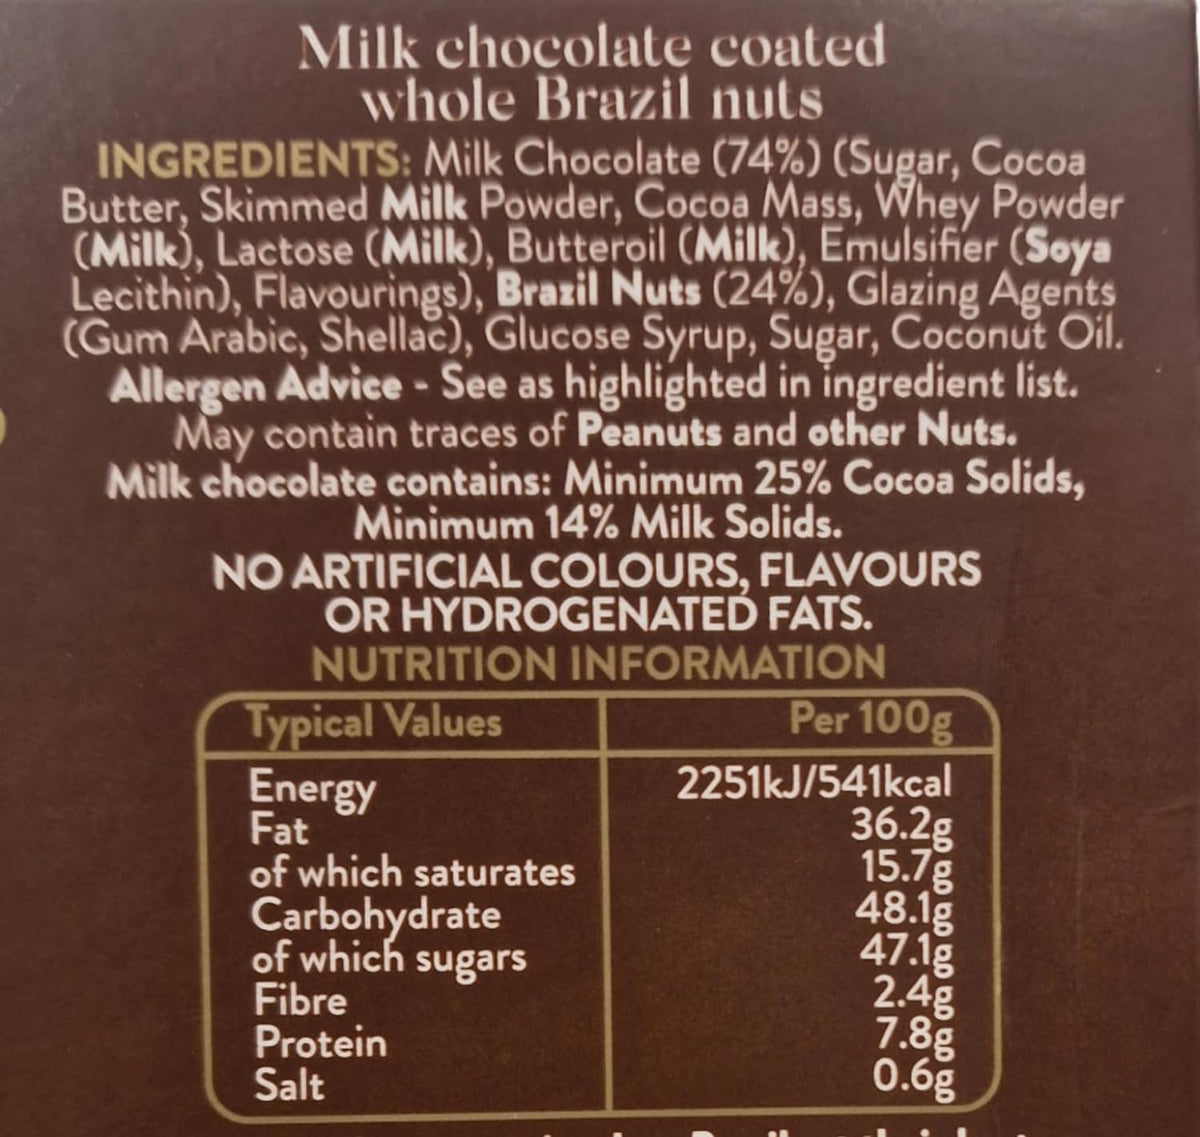 Milk chocolate coated
whole Brazil nuts
INGREDIENTS: Milk Chocolate (74%) (Sugar, Cocoa
Butter, Skimmed Milk Powder, Cocoa Mass, Whey Powder
(Milk), Lactose (Milk), Butteroil (Milk), Emulsifier (Soya
Lecithin), Flavourings), Brazil Nuts (24%), Glazing Agents
(Gum Arabic, Shellac), Glucose Syrup, Sugar, Coconut Oil.
Allergen Advice - See as highlighted in ingredient list.
May contain traces of Peanuts and other Nuts.
Milk chocolate contains: Minimum 25% Cocoa Solids,
Minimum 14% Milk Solids.
NO ARTIFICIAL COLOURS, FLAVOURS
OR HYDROGENATED FATS.
NUTRITION INFORMATION
Typical Values Per 100g
Energy 2251kJ/541kcal
Fat 36.2g
of which saturates 15.7g
Carbohydrate 48.1g
of which sugars 47.1g
Fibre 2.4g
Protein 7.8g
Salt 0.6g